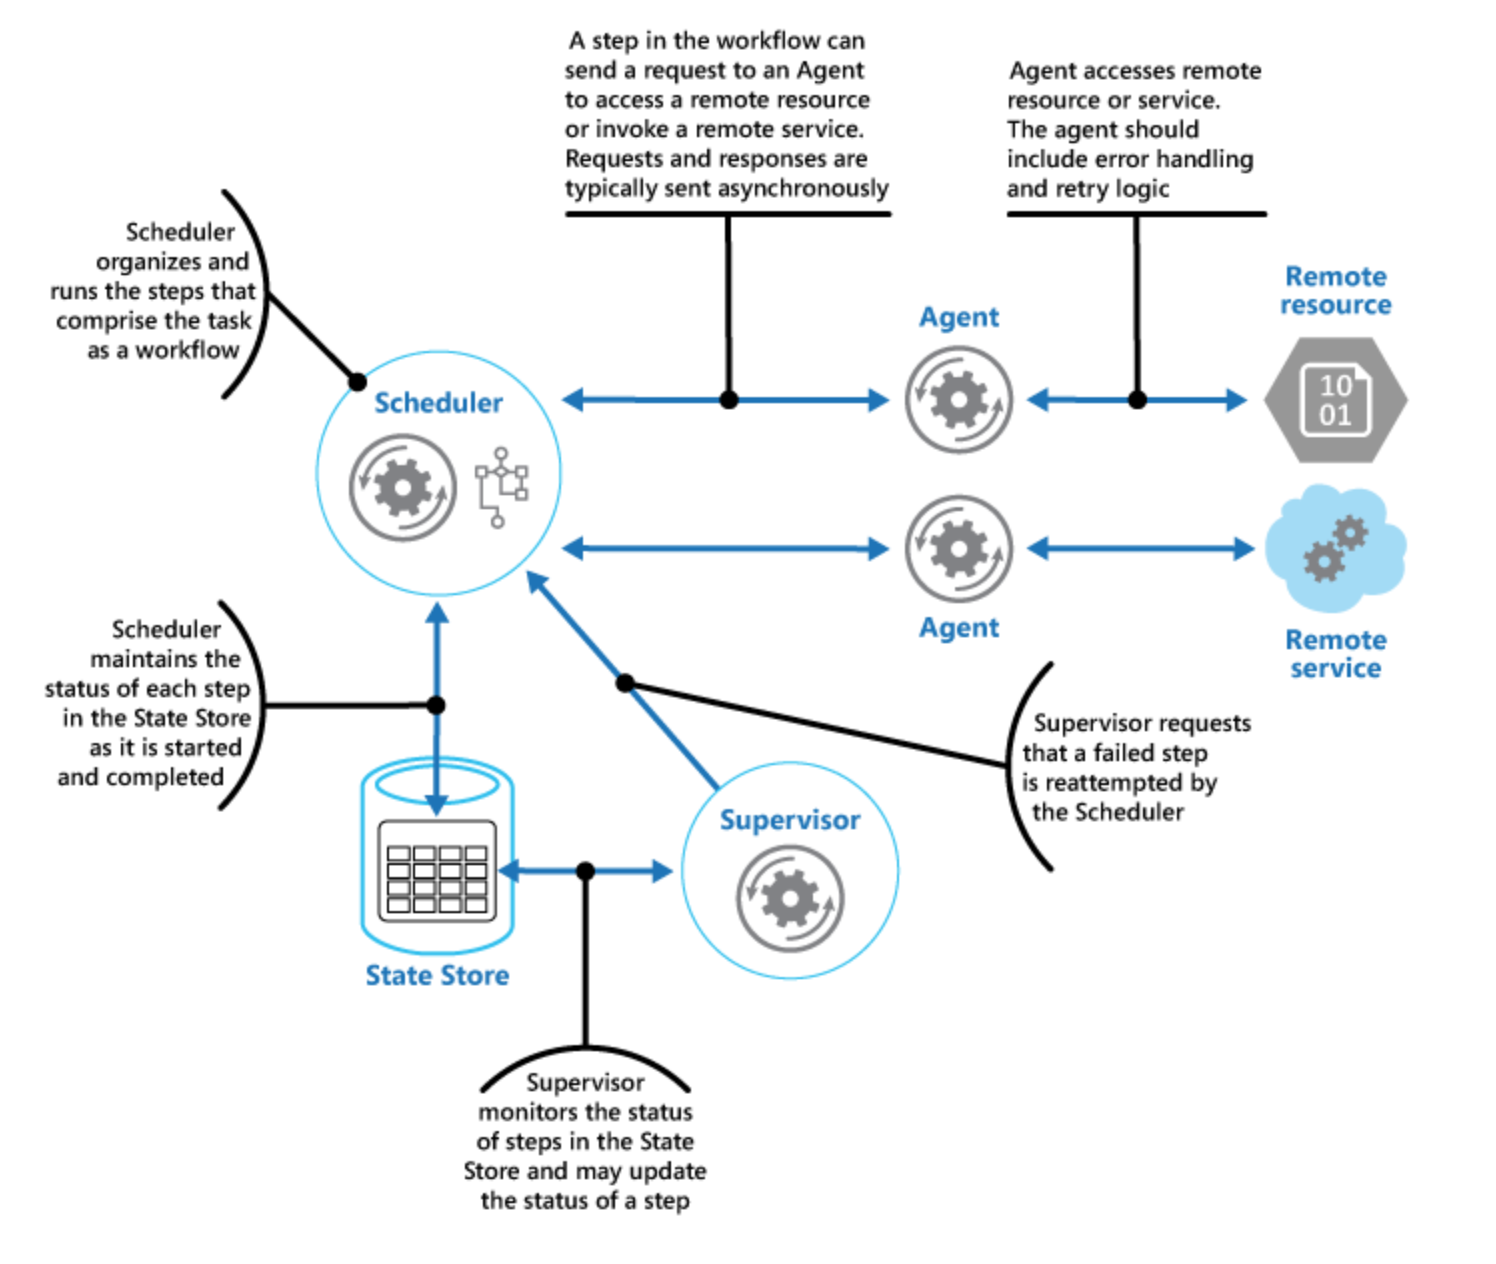 A step in the workflow can
send a request to an Agent
to access a remote resource
or invoke a remote service.
Requests and responses are
typically sent asynchronously
Agent accesses remote
resource or service.
The agent should
include error handling
and retry logic
Scheduler
organizes and
runs the steps that
comprise the task
as a workflow
Scheduler
Agent
Remote
resource
10
01
Agent
Remote
service
Scheduler
maintains the
status of each step
in the State Store
as it is started
and completed
Supervisor requests
that a failed step
is reattempted by
the Scheduler
Supervisor
State Store
Supervisor
monitors the status
of steps in the State
Store and may update
the status of a step